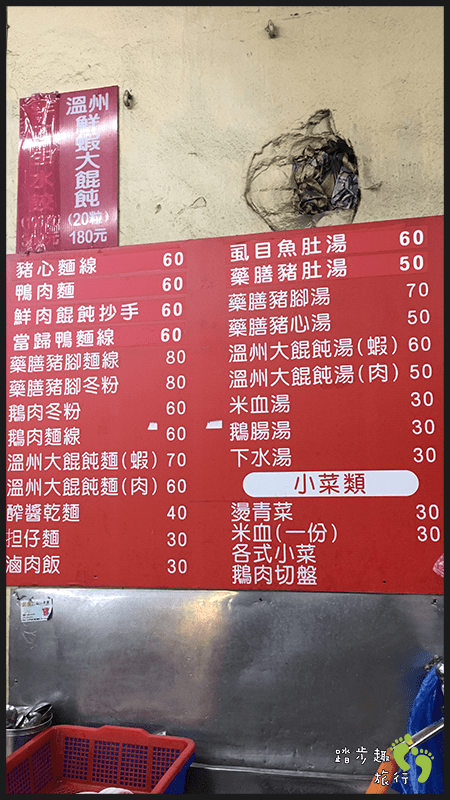 溫州
鮮蝦大餛飩
(20粒)
180元
水餃
豬心麵線 60
鴨肉麵 60
鮮肉餛飩抄手 60
當歸鴨麵線 60
藥膳豬腳麵線 80
藥膳豬腳冬粉 80
鵝肉冬粉 60
鵝肉麵線 60
溫州大餛飩麵(蝦) 70
溫州大餛飩麵(肉) 60
醡醬乾麵 40
担仔麵 30
滷肉飯 30
虱目魚肚湯 60
藥膳豬肚湯 50
藥膳豬腳湯 70
藥膳豬心湯 50
溫州大餛飩湯(蝦) 60
溫州大餛飩湯(肉) 50
米血湯 30
鵝腸湯 30
下水湯 30
小菜類
燙青菜 30
米血(一份) 30
各式小菜
鵝肉切盤
踏步趣
旅行